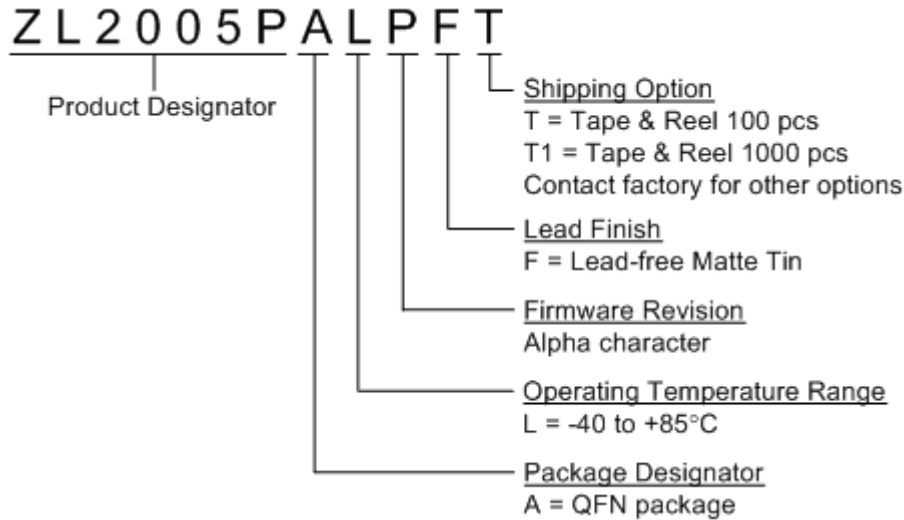 ZL2005PALPFT
Product Designator
Shipping Option
T = Tape & Reel 100 pcs
T1 = Tape & Reel 1000 pcs
Contact factory for other options
Lead Finish
F = Lead-free Matte Tin
Firmware Revision
Alpha character
Operating Temperature Range
L = -40 to +85°C
Package Designator
A = QFN package